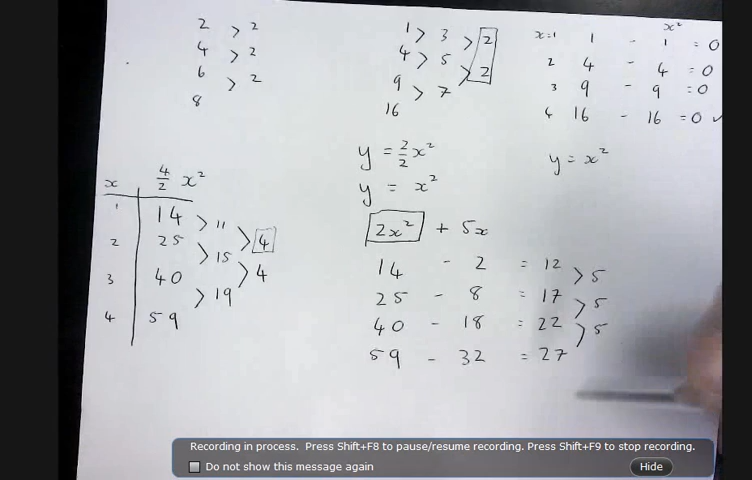 2 > 2
4 > 2
6 > 2
8
1 > 3 > 2
4 > 5 > 2
9 > 7
16
x²
x=1 1 - 1 = 0
2 4 - 4 = 0
3 9 - 9 = 0
4 16 - 16 = 0 ✓
y = 2/2 x²
y = x²
y = x²
x 4/2 x²
1 14 > 11 > 4
2 25 > 15 > 4
3 40 > 19
4 59
2x² + 5x
14 - 2 = 12 > 5
25 - 8 = 17 > 5
40 - 18 = 22 > 5
59 - 32 = 27
Recording in process. Press Shift+F8 to pause/resume recording. Press Shift+F9 to stop recording.
Do not show this message again
Hide